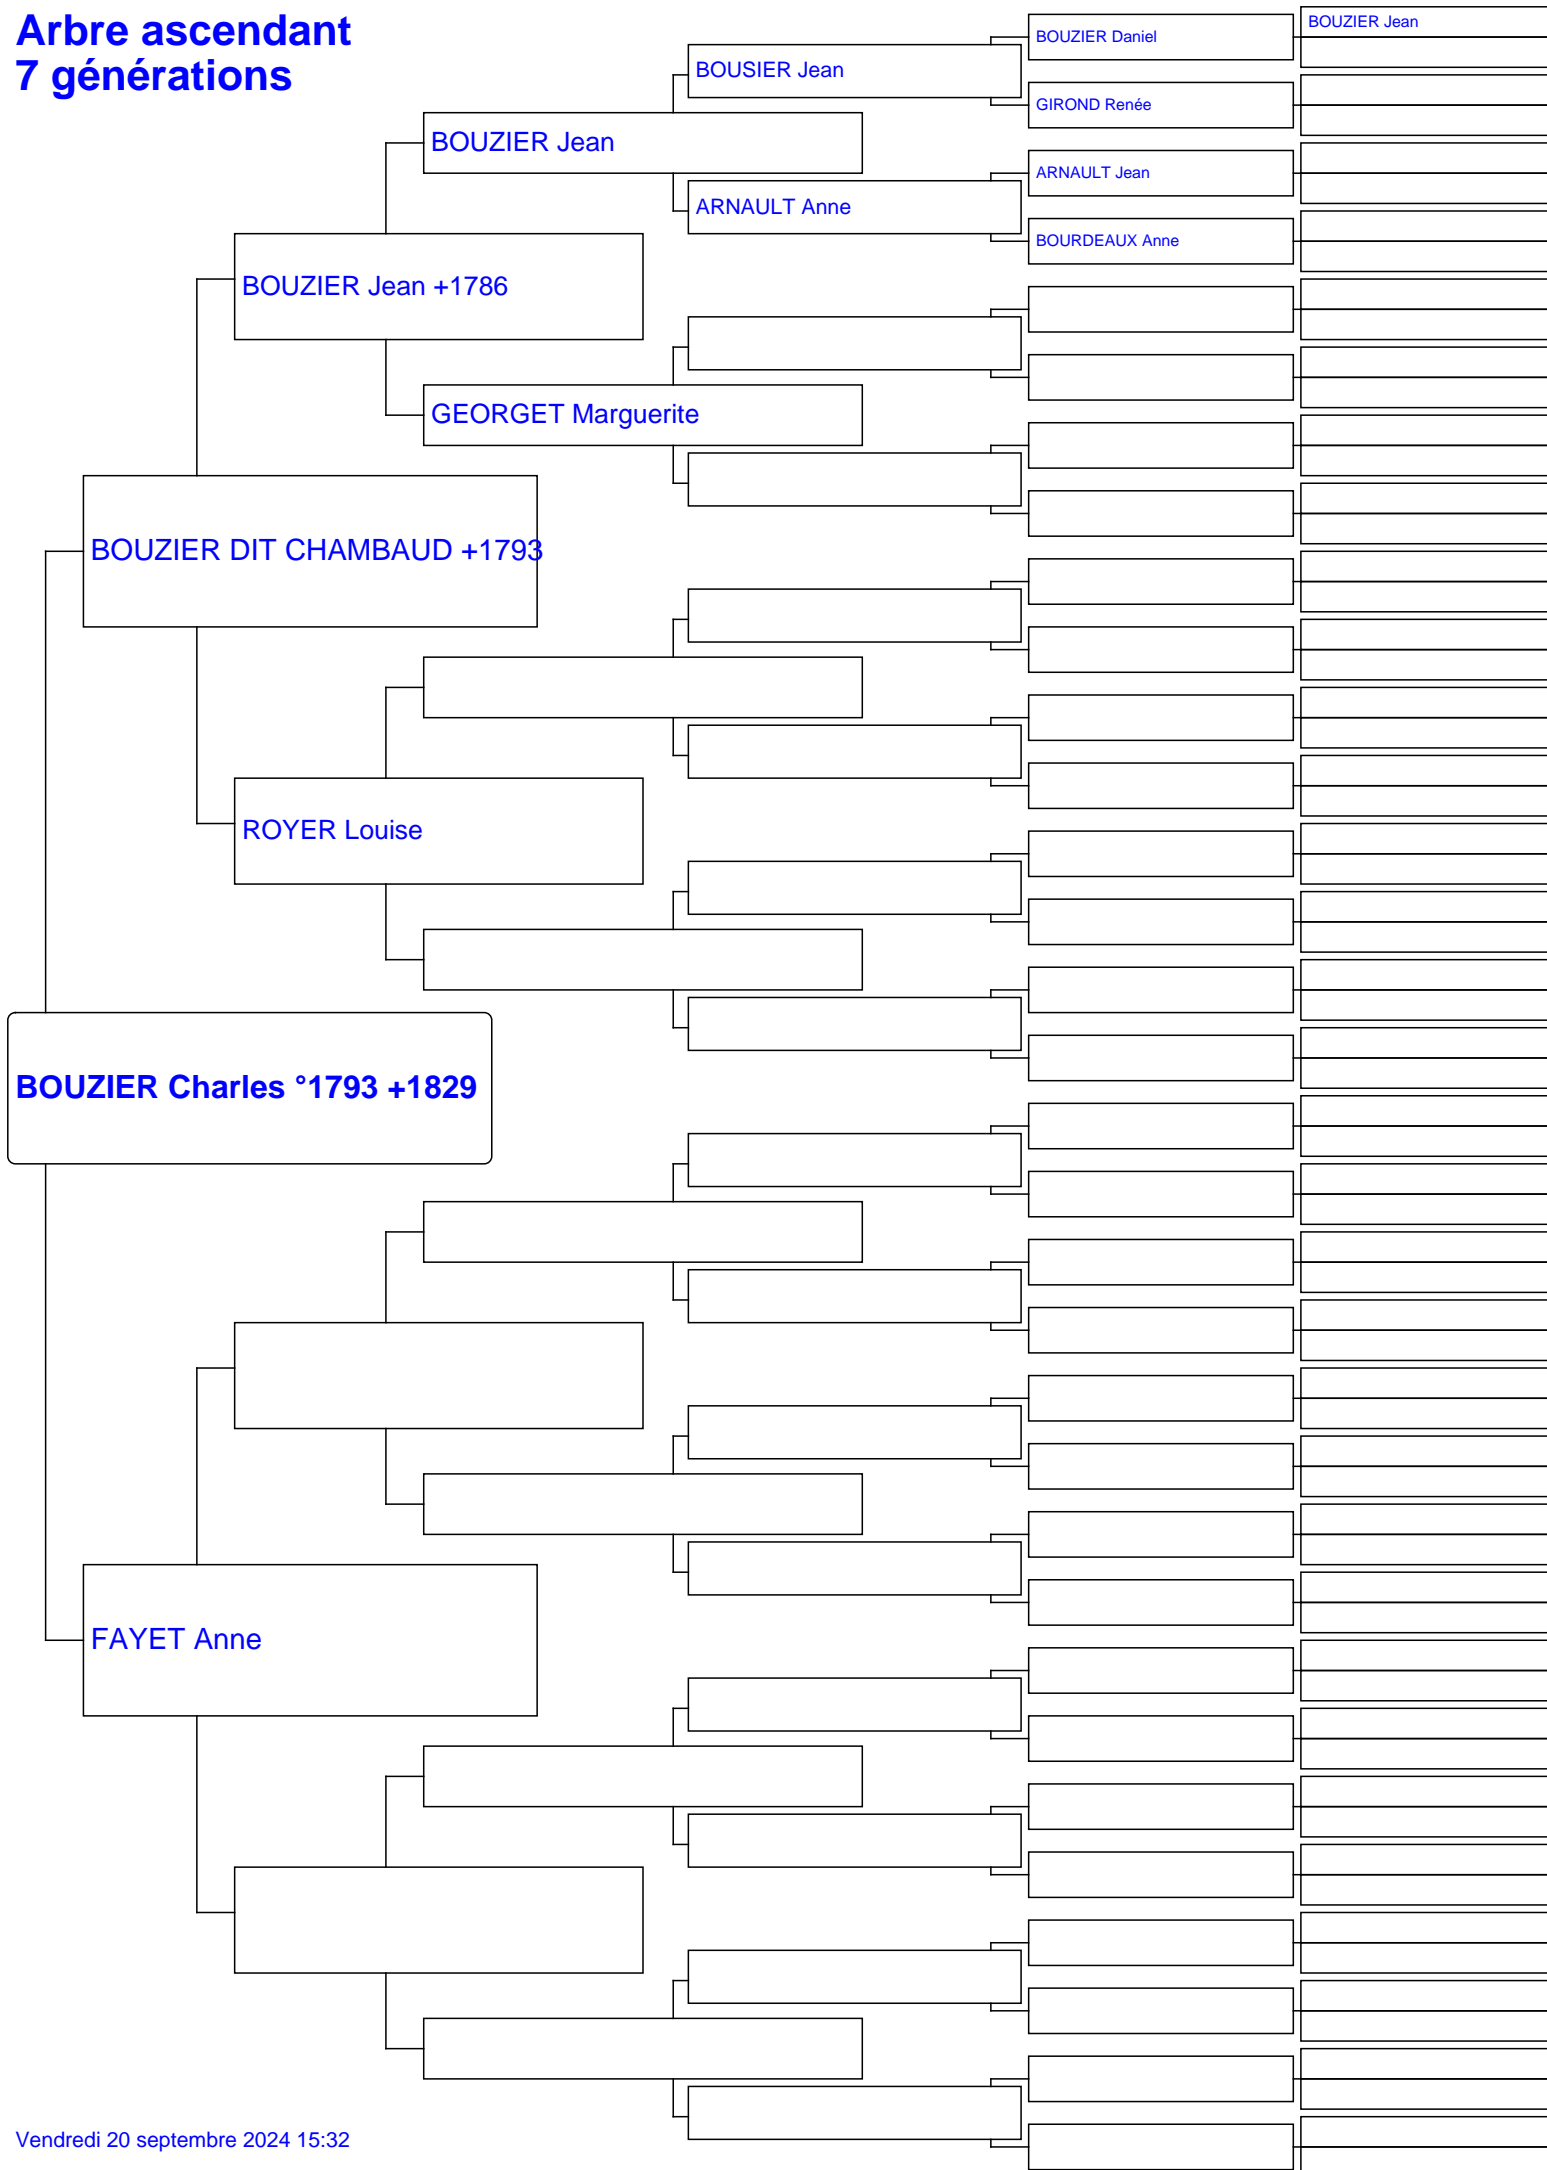 Arbre ascendant
7 générations
BOUZIER Jean
BOUZIER Daniel
BOUSIER Jean
GIROND Renée
BOUZIER Jean
ARNAULT Jean
ARNAULT Anne
BOURDEAUX Anne
BOUZIER Jean +1786
GEORGET Marguerite
BOUZIER DIT CHAMBAUD +1793
ROYER Louise
BOUZIER Charles °1793 +1829
FAYET Anne
Vendredi 20 septembre 2024 15:32